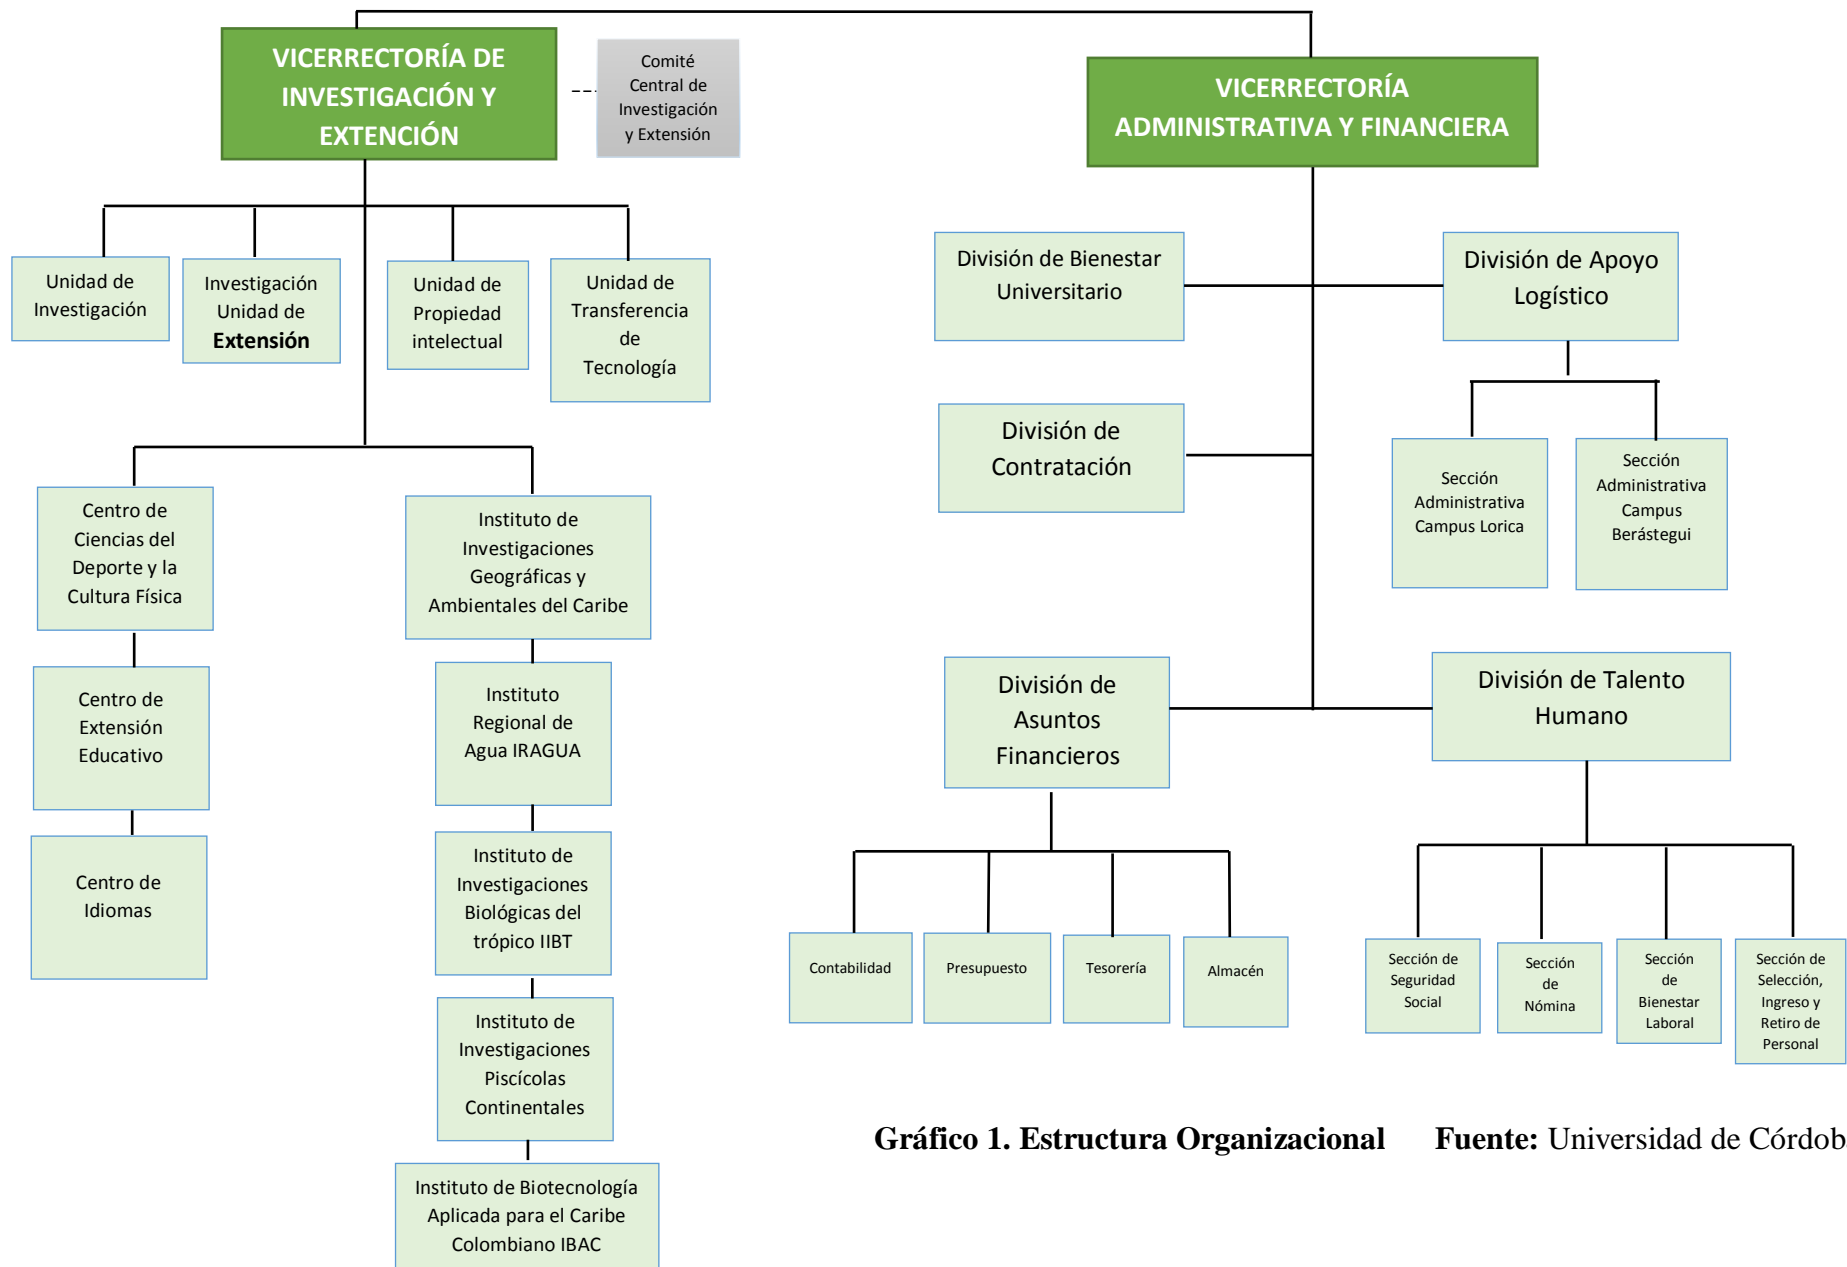 VICERRECTORÍA DE
INVESTIGACIÓN Y
EXTENCIÓN
Comité
Central de
Investigación
y Extensión
VICERRECTORÍA
ADMINISTRATIVA Y FINANCIERA
Unidad de
Investigación
Investigación
Unidad de
Extensión
Unidad de
Propiedad
intelectual
Unidad de
Transferencia
de
Tecnología
División de Bienestar
Universitario
División de Apoyo
Logístico
División de
Contratación
Sección
Administrativa
Campus Lorica
Sección
Administrativa
Campus
Berástegui
Centro de
Ciencias del
Deporte y la
Cultura Física
Instituto de
Investigaciones
Geográficas y
Ambientales del Caribe
Centro de
Extensión
Educativo
Instituto
Regional de
Agua IRAGUA
División de
Asuntos
Financieros
División de Talento
Humano
Centro de
Idiomas
Instituto de
Investigaciones
Biológicas del
trópico IIBT
Contabilidad
Presupuesto
Tesorería
Almacén
Sección de
Seguridad
Social
Sección
de
Nómina
Sección
de
Bienestar
Laboral
Sección de
Selección,
Ingreso y
Retiro de
Personal
Instituto de
Investigaciones
Piscícolas
Continentales
Instituto de Biotecnología
Aplicada para el Caribe
Colombiano IBAC
Gráfico 1. Estructura Organizacional Fuente: Universidad de Córdob